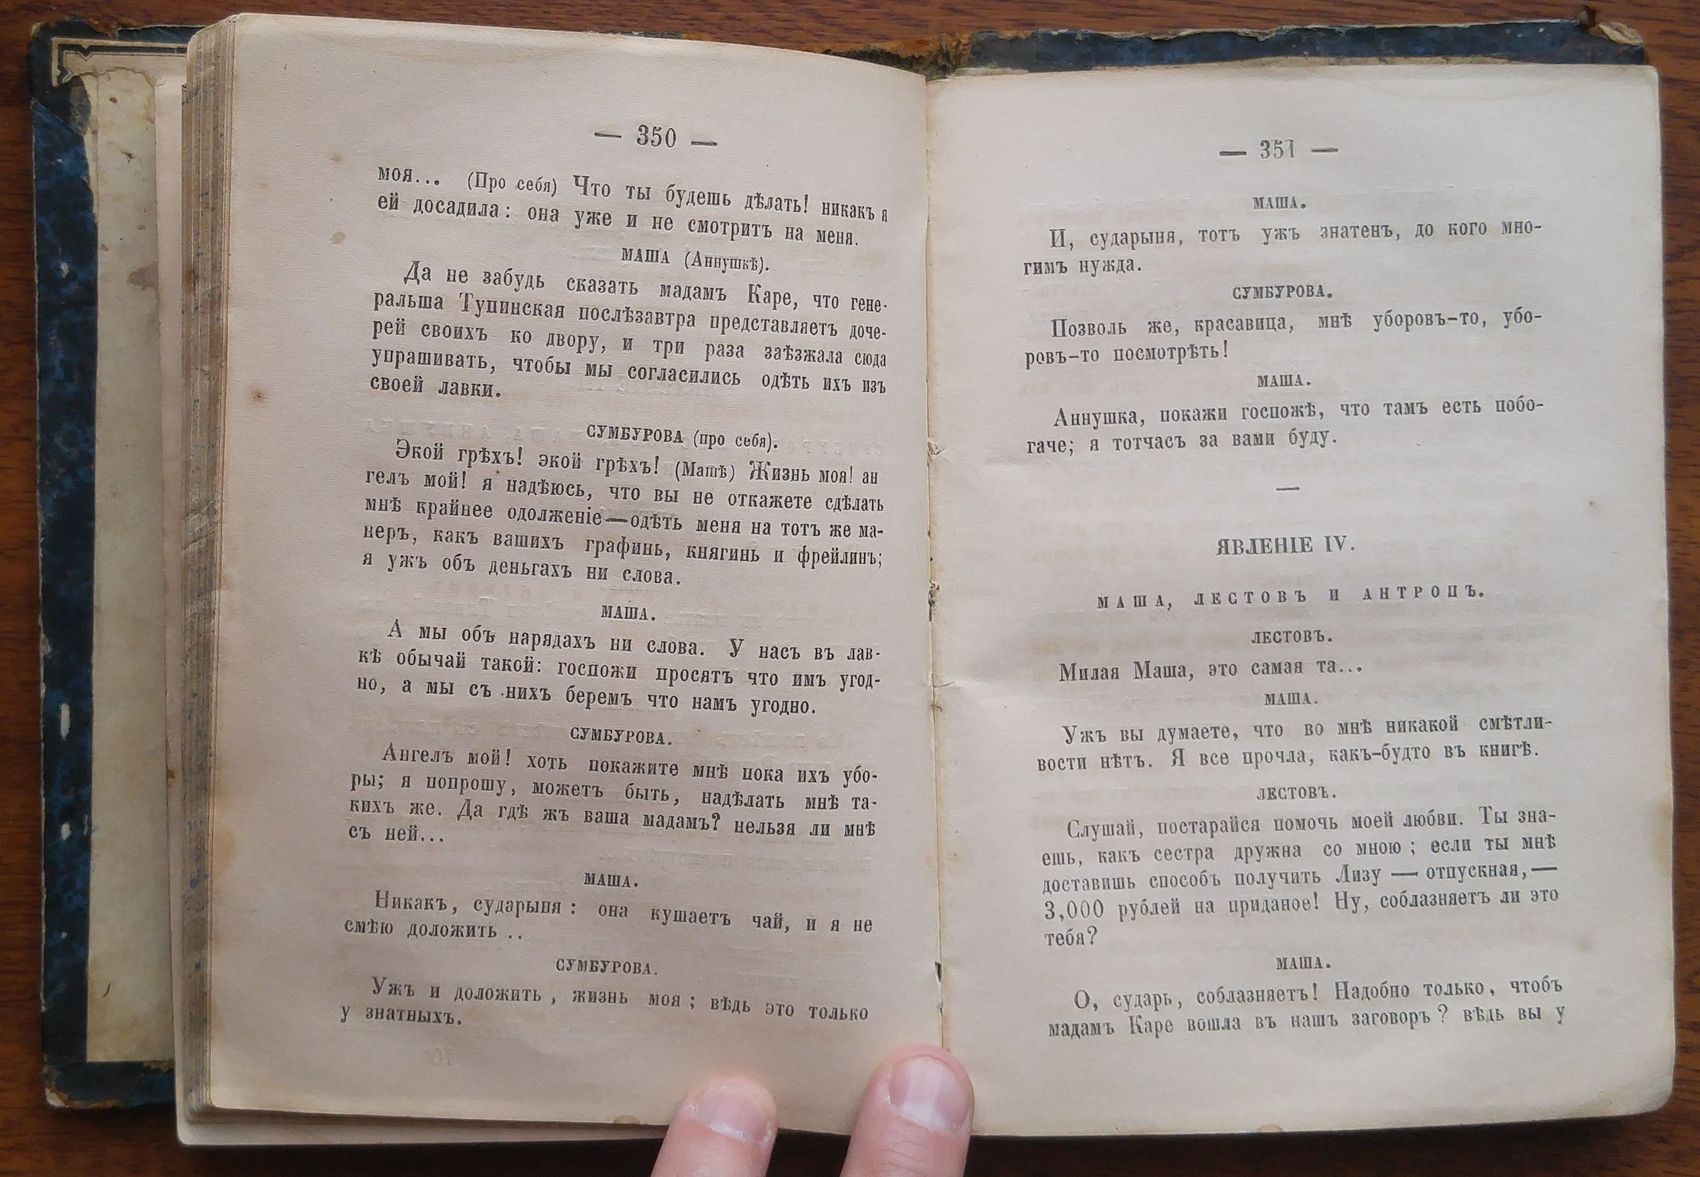 — 350 —
моя... (Про себя) Что ты будешь дѣлать! никакъ я
ей досадила: она уже и не смотритъ на меня.
МАША (Аннушкѣ).
Да не забудь сказать мадамъ Каре, что гене-
ральша Тупинская послѣзавтра представляетъ доче-
рей своихъ ко двору, и три раза заѣзжала сюда
упрашивать, чтобы мы согласились одѣть ихъ изъ
своей лавки.
СУМБУРОВА (про себя).
Экой грѣхъ! экой грѣхъ! (Машѣ) Жизнь моя! ан
гелъ мой! я надѣюсь, что вы не откажете сдѣлать
мнѣ крайнее одолженіе—одѣть меня на тотъ же ма-
неръ, какъ вашихъ графинь, княгинь и фрейлинъ;
я ужъ объ деньгахъ ни слова.
МАША.
А мы объ нарядахъ ни слова. У насъ въ лав-
кѣ обычай такой: госпожи просятъ что имъ угод-
но, а мы съ нихъ беремъ что намъ угодно.
СУМБУРОВА.
Ангелъ мой! хоть покажите мнѣ пока ихъ убо-
ры; я попрошу, можетъ быть, надѣлать мнѣ та-
кихъ же. Да гдѣ жъ ваша мадамъ? нельзя ли мнѣ
съ ней...
МАША.
Никакъ, сударыня: она кушаетъ чай, и я не
смѣю доложить ..
СУМБУРОВА.
Ужъ и доложить, жизнь моя; вѣдь это только
у знатныхъ.
— 351 —
МАША.
И, сударыня, тотъ ужъ знатенъ, до кого мно-
гимъ нужда.
СУМБУРОВА.
Позволь же, красавица, мнѣ уборовъ-то, убо-
ровъ-то посмотрѣть!
МАША.
Аннушка, покажи госпожѣ, что тамъ есть побо-
гаче; я тотчасъ за вами буду.
—
ЯВЛЕНІЕ IV.
МАША, ЛЕСТОВЪ И АНТРОПЪ.
ЛЕСТОВЪ.
Милая Маша, это самая та...
МАША.
Ужъ вы думаете, что во мнѣ никакой смѣтли-
вости нѣтъ. Я все прочла, какъ-будто въ книгѣ.
ЛЕСТОВЪ.
Слушай, постарайся помочь моей любви. Ты зна-
ешь, какъ сестра дружна со мною; если ты мнѣ
доставишь способъ получить Лизу — отпускная,—
3,000 рублей на приданое! Ну, соблазняетъ ли это
тебя?
МАША.
О, сударь, соблазняетъ! Надобно только, чтобъ
мадамъ Каре вошла въ нашъ заговоръ? вѣдь вы у